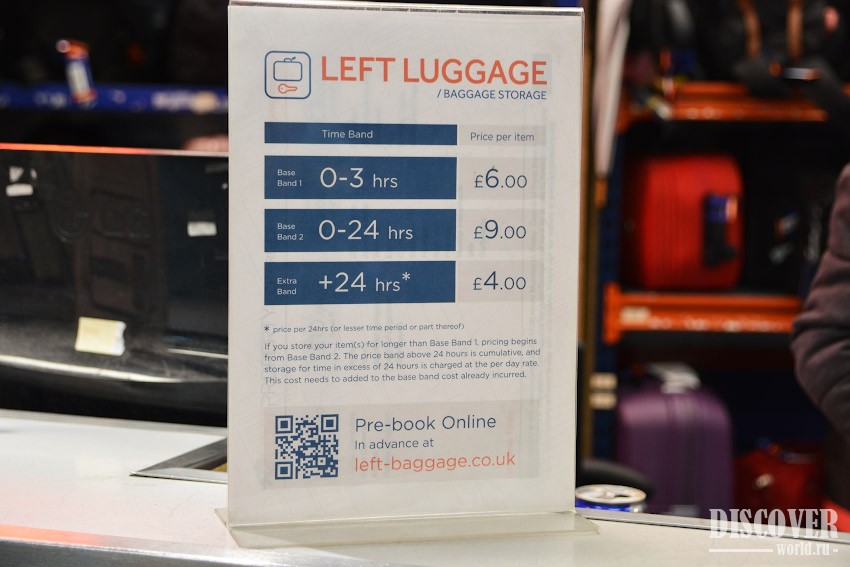 LEFT LUGGAGE
/ BAGGAGE STORAGE
Time Band Price per item
Base Band 1 0-3 hrs £6.00
Base Band 2 0-24 hrs £9.00
Extra Band +24 hrs* £4.00
* price per 24hrs (or lesser time period or part thereof)
If you store your item(s) for longer than Base Band 1, pricing begins
from Base Band 2. The price band above 24 hours is cumulative, and
storage for time in excess of 24 hours is charged at the per day rate.
This cost needs to added to the base band cost already incurred.
Pre-book Online
In advance at
left-baggage.co.uk
DISCOVER
world.ru